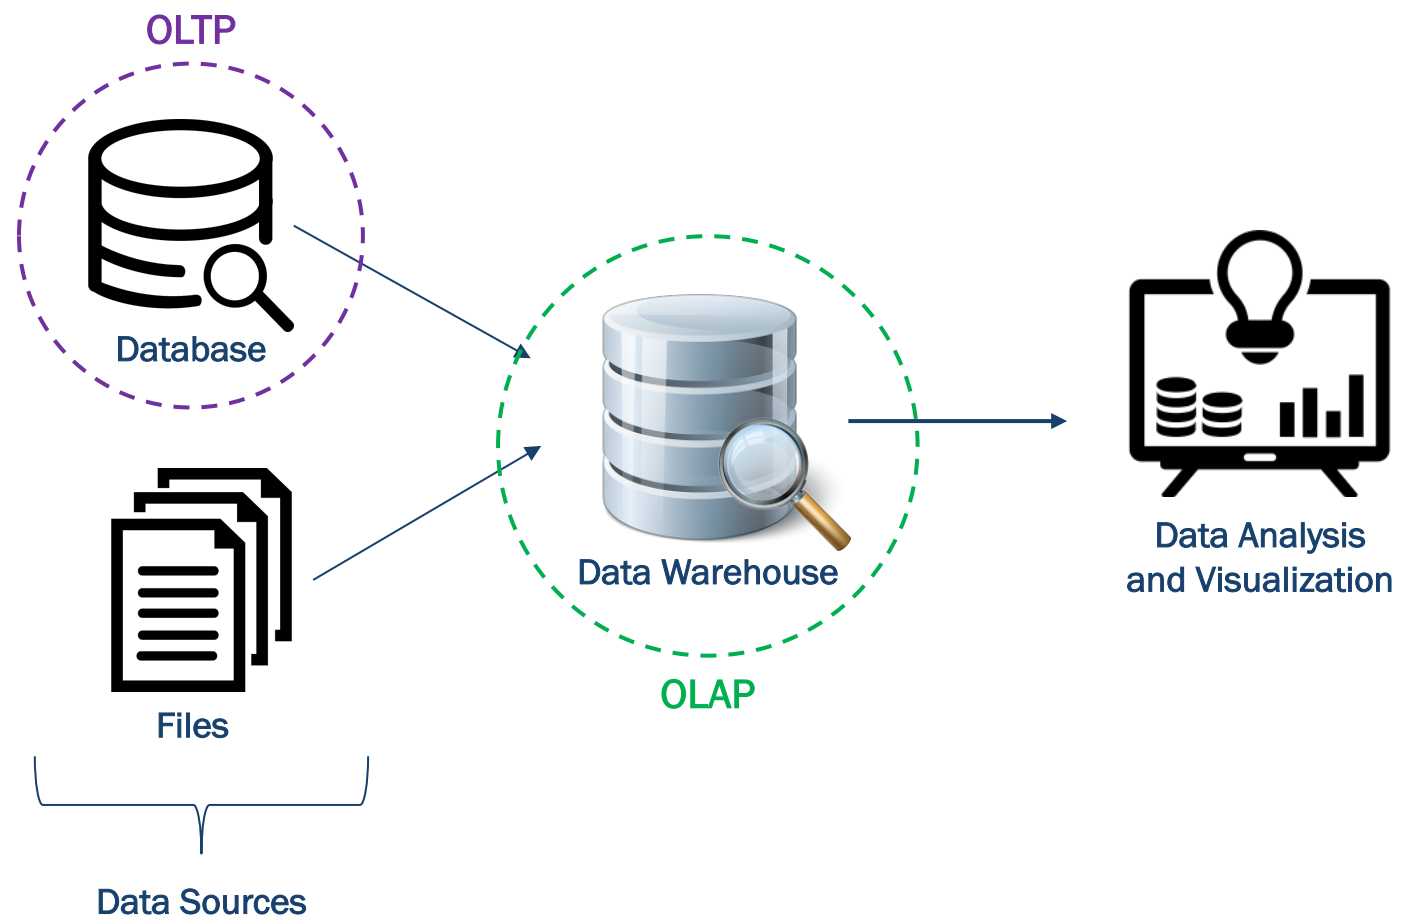 OLTP
Database
Files
Data Sources
Data Warehouse
OLAP
Data Analysis
and Visualization